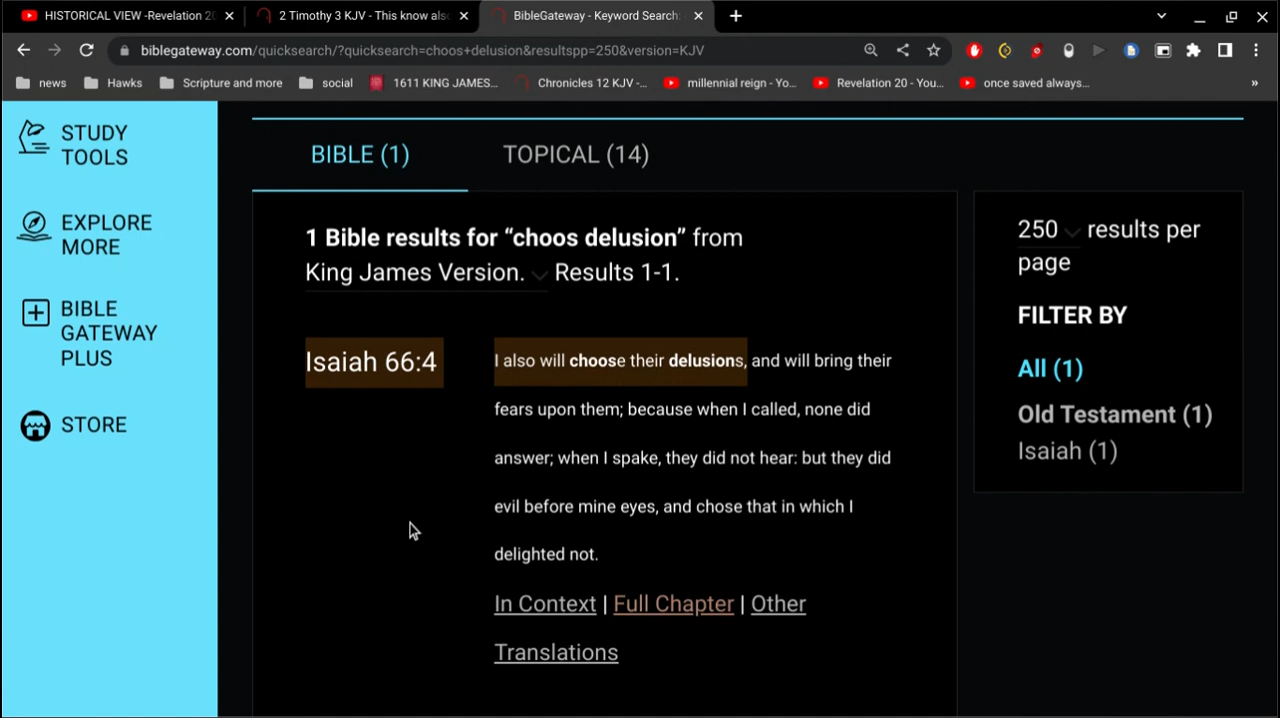 HISTORICAL VIEW -Revelation 20
2 Timothy 3 KJV - This know also
BibleGateway - Keyword Search:
biblegateway.com/quicksearch/?quicksearch=choos+delusion&resultspp=250&version=KJV
news
Hawks
Scripture and more
social
1611 KING JAMES...
Chronicles 12 KJV -...
millennial reign - Yo...
Revelation 20 - You...
once saved always...
»
STUDY
TOOLS
EXPLORE
MORE
BIBLE
GATEWAY
PLUS
STORE
BIBLE (1)
TOPICAL (14)
1 Bible results for “choos delusion” from
King James Version. Results 1-1.
Isaiah 66:4
I also will choose their delusions, and will bring their
fears upon them; because when I called, none did
answer; when I spake, they did not hear: but they did
evil before mine eyes, and chose that in which I
delighted not.
In Context | Full Chapter | Other
Translations
250 results per
page
FILTER BY
All (1)
Old Testament (1)
Isaiah (1)